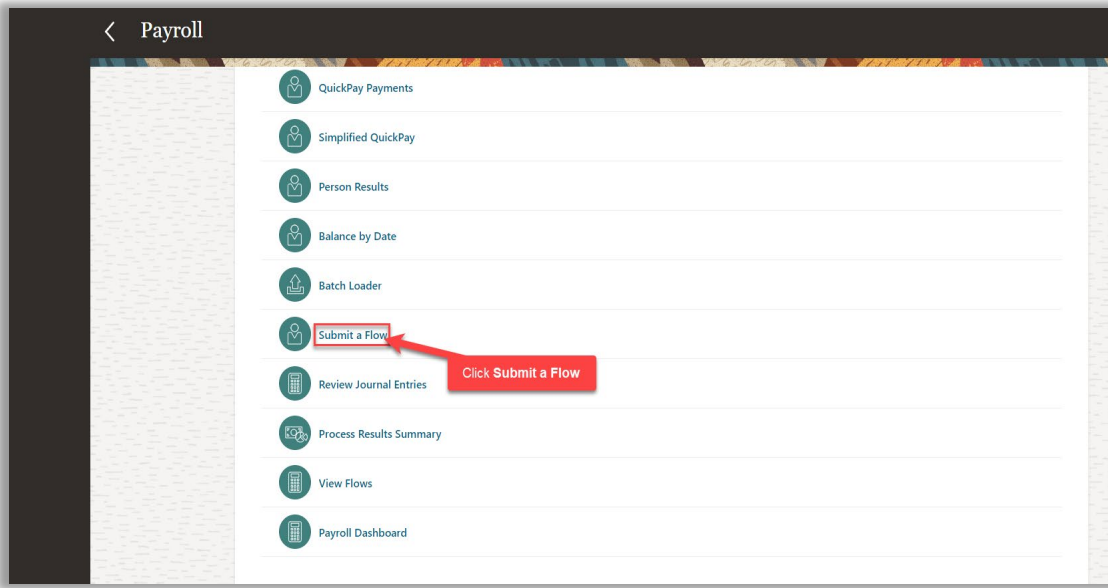 Payroll
QuickPay Payments
Simplified QuickPay
Person Results
Balance by Date
Batch Loader
Submit a Flow
Click Submit a Flow
Review Journal Entries
Process Results Summary
View Flows
Payroll Dashboard